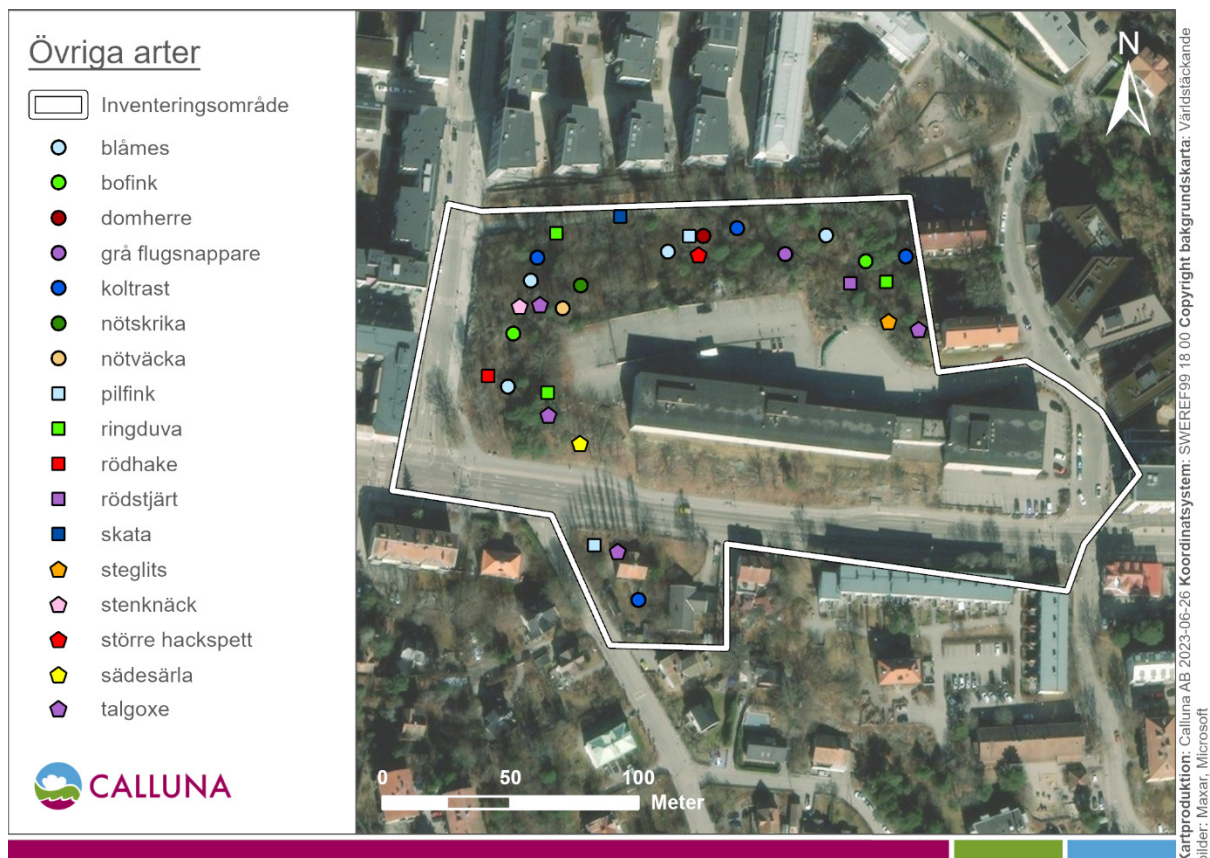 Övriga arter
Inventeringsområde
blåmes
bofink
domherre
grå flugsnappare
koltrast
nötskrika
nötväcka
pilfink
ringduva
rödhake
rödstjärt
skata
steglits
stenknäck
större hackspett
sädesärla
talgoxe
CALLUNA
N
0 50 100
Meter
Kartproduktion: Calluna AB 2023-06-26 Koordinatsystem: SWEREF99 18 00 Copyright bakgrundskarta: Världstäckande
bilder: Maxar, Microsoft